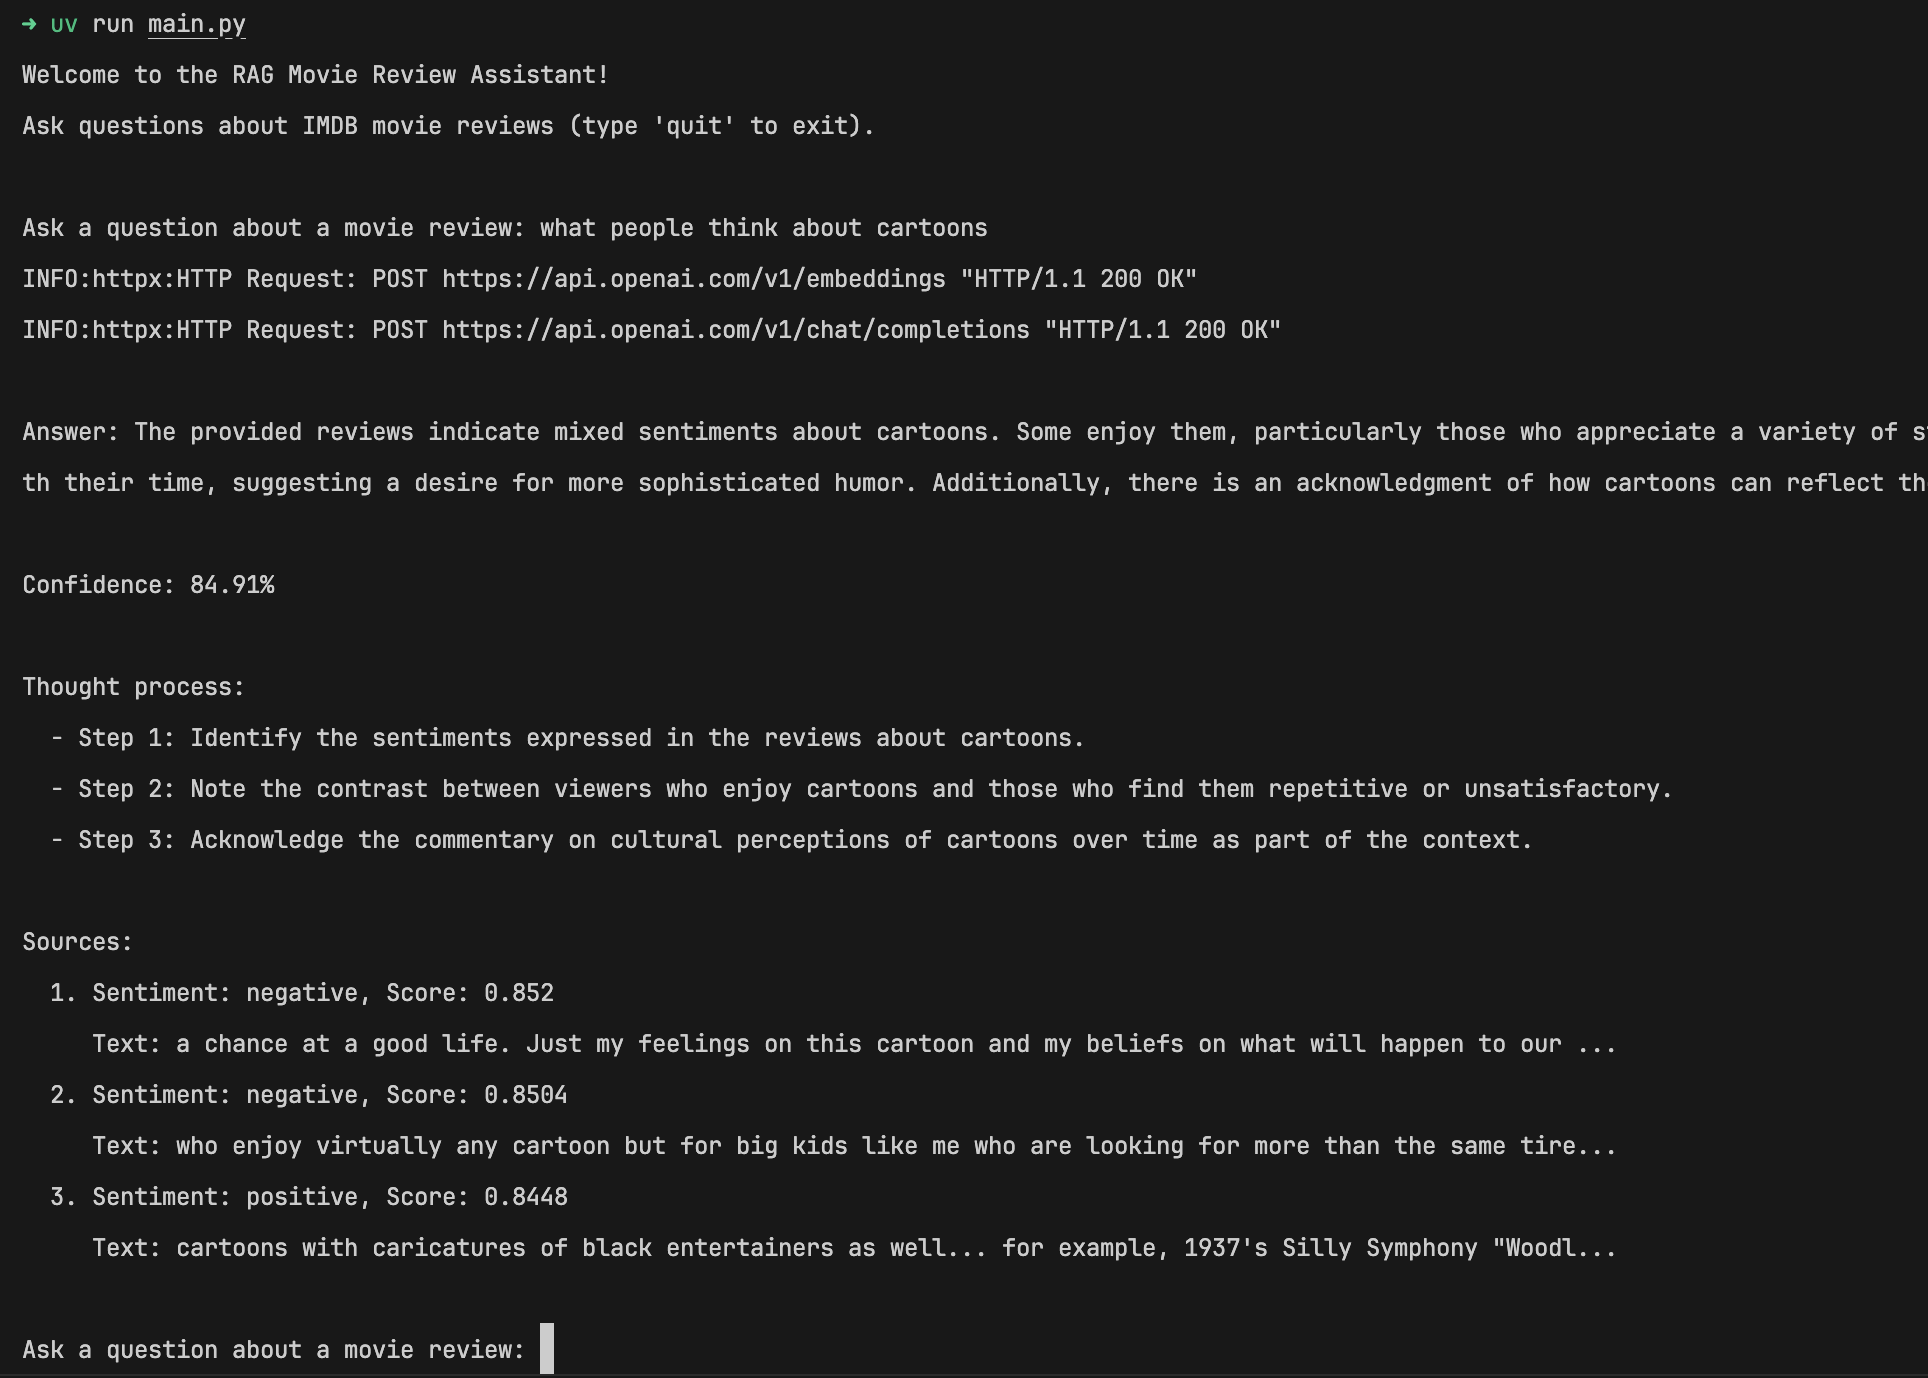 ➜ uv run main.py
Welcome to the RAG Movie Review Assistant!
Ask questions about IMDB movie reviews (type 'quit' to exit).
Ask a question about a movie review: what people think about cartoons
INFO:httpx:HTTP Request: POST https://api.openai.com/v1/embeddings "HTTP/1.1 200 OK"
INFO:httpx:HTTP Request: POST https://api.openai.com/v1/chat/completions "HTTP/1.1 200 OK"
Answer: The provided reviews indicate mixed sentiments about cartoons. Some enjoy them, particularly those who appreciate a variety of
th their time, suggesting a desire for more sophisticated humor. Additionally, there is an acknowledgment of how cartoons can reflect
Confidence: 84.91%
Thought process:
- Step 1: Identify the sentiments expressed in the reviews about cartoons.
- Step 2: Note the contrast between viewers who enjoy cartoons and those who find them repetitive or unsatisfactory.
- Step 3: Acknowledge the commentary on cultural perceptions of cartoons over time as part of the context.
Sources:
1. Sentiment: negative, Score: 0.852
Text: a chance at a good life. Just my feelings on this cartoon and my beliefs on what will happen to our ...
2. Sentiment: negative, Score: 0.8504
Text: who enjoy virtually any cartoon but for big kids like me who are looking for more than the same tire...
3. Sentiment: positive, Score: 0.8448
Text: cartoons with caricatures of black entertainers as well... for example, 1937's Silly Symphony "Woodl...
Ask a question about a movie review: